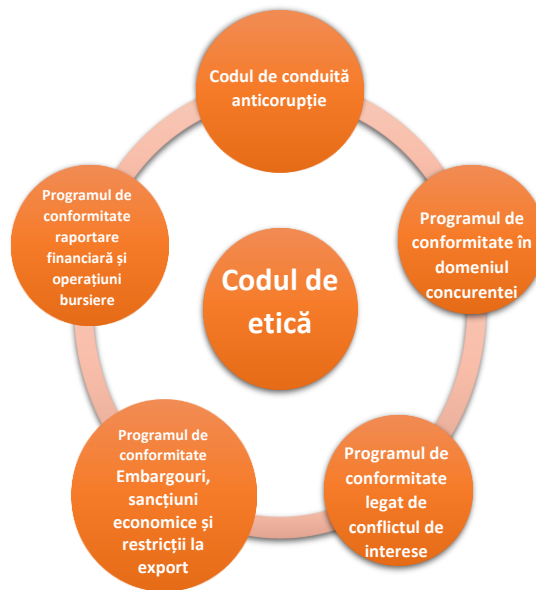 Codul de conduită
anticorupție
Programul de
conformitate
raportare
financiară și
operațiuni
bursiere
Programul de
conformitate în
domeniul
concurentei
Codul de
etică
Programul de
conformitate
Embargouri,
sancțiuni
economice și
restricții la
export
Programul de
conformitate
legat de
conflictul de
interese